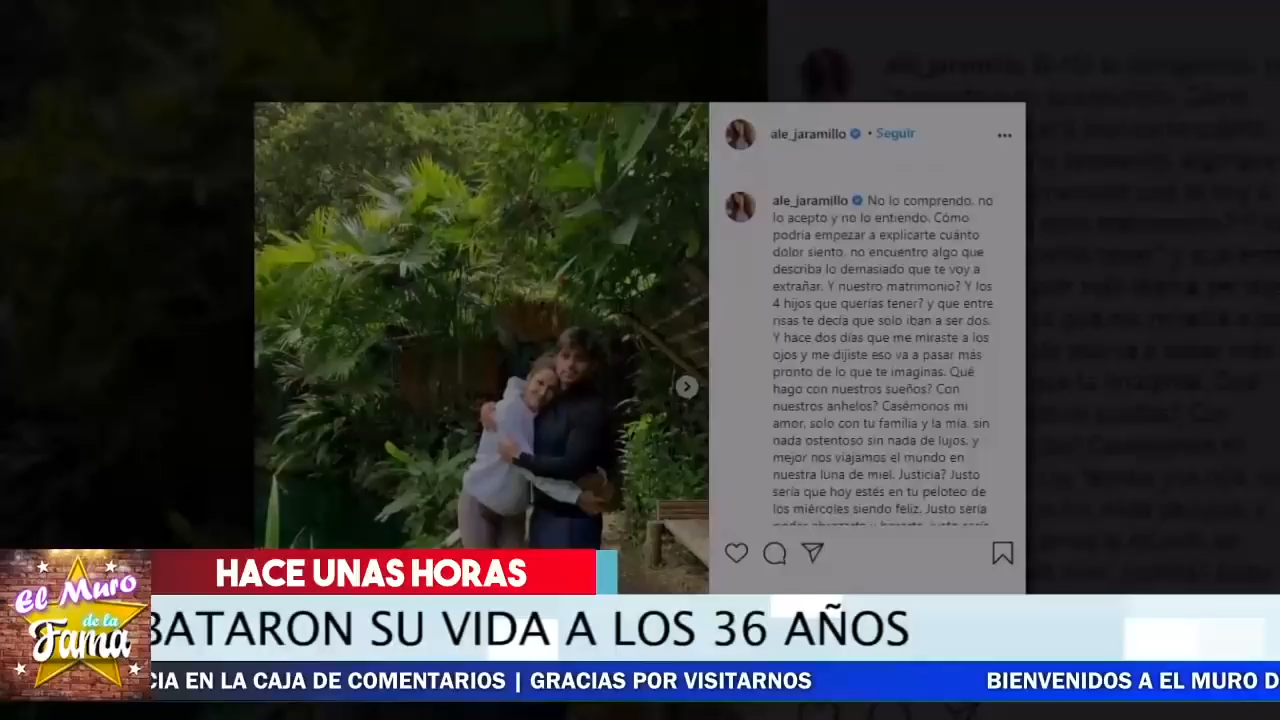 ale_jaramillo • Seguir
ale_jaramillo No lo comprendo, no
lo acepto y no lo entiendo. Cómo
podría empezar a explicarte cuánto
dolor siento, no encuentro algo que
describa lo demasiado que te voy a
extrañar. Y nuestro matrimonio? Y los
4 hijos que querías tener? y que entre
risas te decía que solo iban a ser dos.
Y hace dos días que me miraste a los
ojos y me dijiste eso va a pasar más
pronto de lo que te imaginas. Qué
hago con nuestros sueños? Con
nuestros anhelos? Casémonos mi
amor, solo con tu familia y la mía, sin
nada ostentoso sin nada de lujos, y
mejor nos viajamos el mundo en
nuestra luna de miel. Justicia? Justo
sería que hoy estés en tu peloteo de
los miércoles siendo feliz. Justo sería
HACE UNAS HORAS
BATARON SU VIDA A LOS 36 AÑOS
CIA EN LA CAJA DE COMENTARIOS | GRACIAS POR VISITARNOS
BIENVENIDOS A EL MURO D
El Muro
de la
Fama